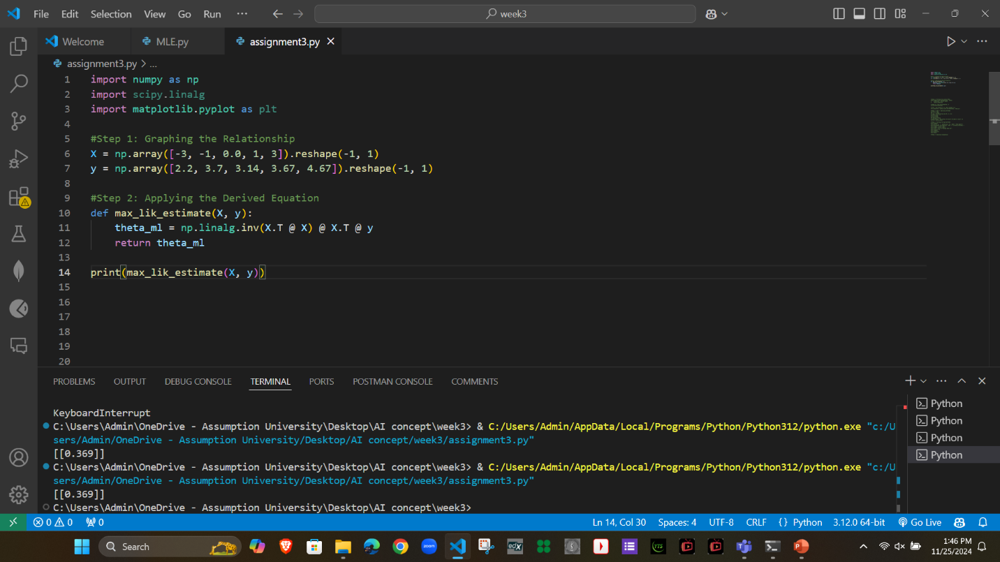 File Edit Selection View Go Run ··· week3
Welcome MLE.py assignment3.py
assignment3.py > ...
1 import numpy as np
2 import scipy.linalg
3 import matplotlib.pyplot as plt
4
5 #Step 1: Graphing the Relationship
6 X = np.array([-3, -1, 0.0, 1, 3]).reshape(-1, 1)
7 y = np.array([2.2, 3.7, 3.14, 3.67, 4.67]).reshape(-1, 1)
8
9 #Step 2: Applying the Derived Equation
10 def max_lik_estimate(X, y):
11 theta_ml = np.linalg.inv(X.T @ X) @ X.T @ y
12 return theta_ml
13
14 print(max_lik_estimate(X, y))
15
16
17
18
19
20
PROBLEMS OUTPUT DEBUG CONSOLE TERMINAL PORTS POSTMAN CONSOLE COMMENTS
KeyboardInterrupt
C:\Users\Admin\OneDrive - Assumption University\Desktop\AI concept\week3> & C:/Users/Admin/AppData/Local/Programs/Python/Python312/python.exe "c:/U
sers/Admin/OneDrive - Assumption University/Desktop/AI concept/week3/assignment3.py"
[[0.369]]
C:\Users\Admin\OneDrive - Assumption University\Desktop\AI concept\week3> & C:/Users/Admin/AppData/Local/Programs/Python/Python312/python.exe "c:/U
sers/Admin/OneDrive - Assumption University/Desktop/AI concept/week3/assignment3.py"
[[0.369]]
C:\Users\Admin\OneDrive - Assumption University\Desktop\AI concept\week3>
Python
Python
Python
Python
0 0 0 Ln 14, Col 30 Spaces: 4 UTF-8 CRLF {} Python 3.12.0 64-bit Go Live
Search zoom edX YTS 1:46 PM
11/25/2024